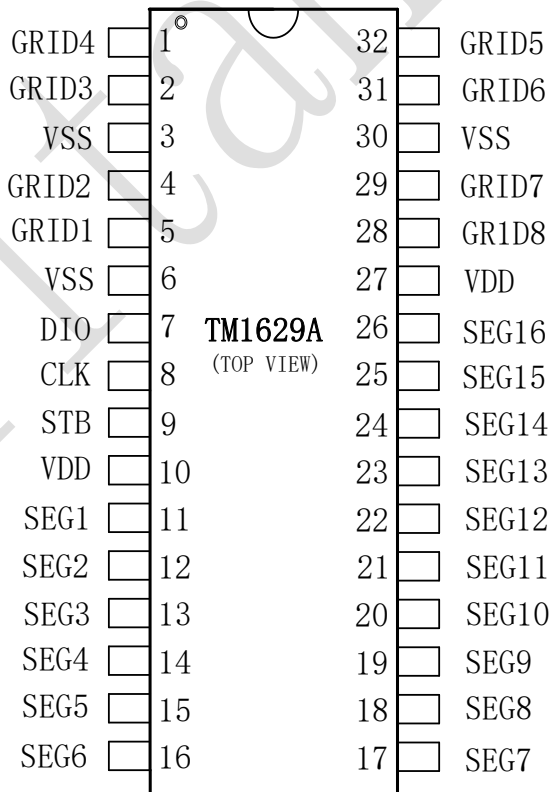 GRID4 1 32 GRID5
GRID3 2 31 GRID6
VSS 3 30 VSS
GRID2 4 29 GRID7
GRID1 5 28 GR1D8
VSS 6 27 VDD
DIO 7 TM1629A 26 SEG16
CLK 8 (TOP VIEW) 25 SEG15
STB 9 24 SEG14
VDD 10 23 SEG13
SEG1 11 22 SEG12
SEG2 12 21 SEG11
SEG3 13 20 SEG10
SEG4 14 19 SEG9
SEG5 15 18 SEG8
SEG6 16 17 SEG7